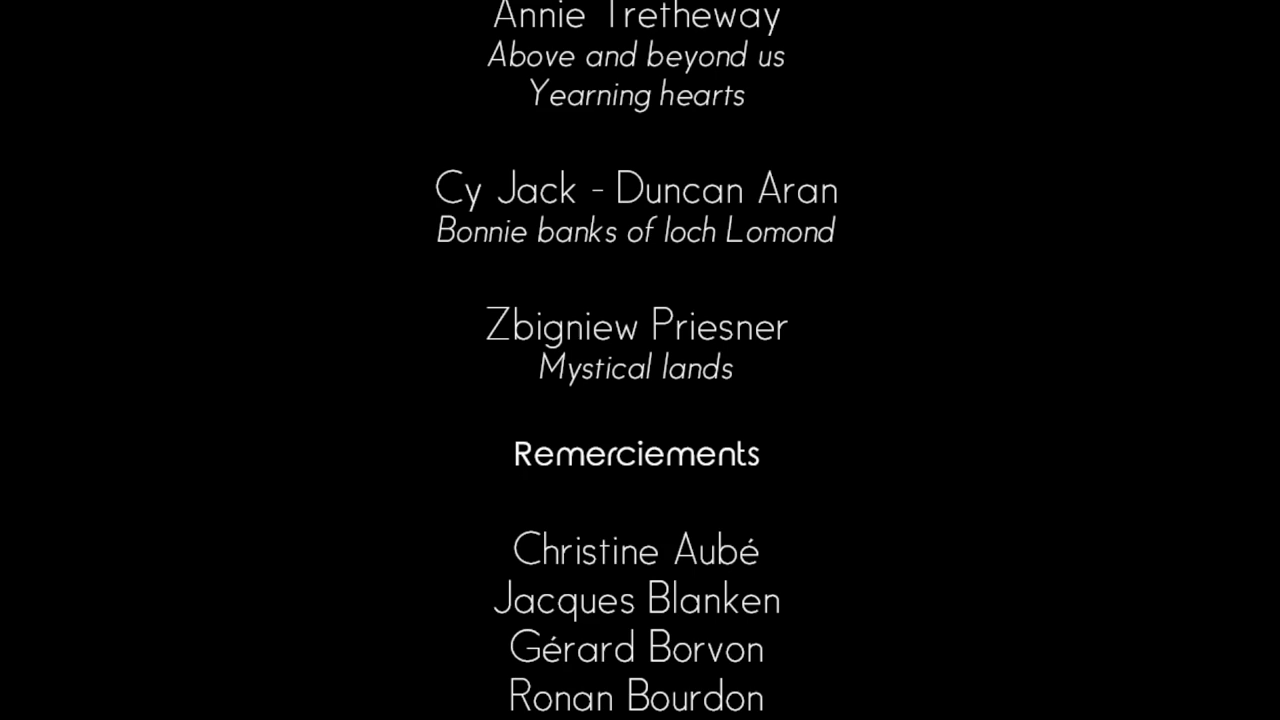 Annie Tretheway
Above and beyond us
Yearning hearts
Cy Jack - Duncan Aran
Bonnie banks of loch Lomond
Zbigniew Priesner
Mystical lands
Remerciements
Christine Aubé
Jacques Blanken
Gérard Borvon
Ronan Bourdon